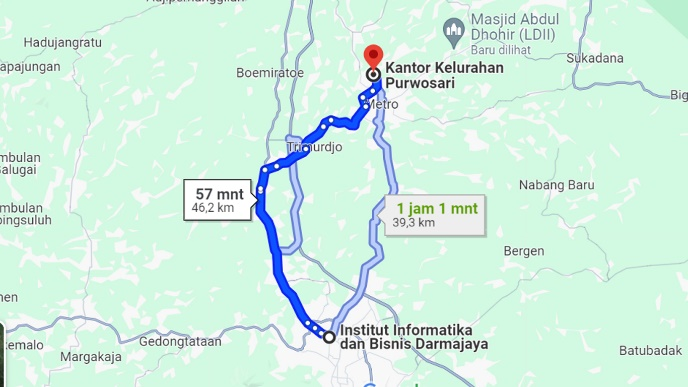 Hadujangratu
Masjid Abdul
Dhohir (LDII)
Baru dilihat
Sukadana
Boemiratoe
Kantor Kelurahan
Purwosari
Metro
Trimurdjo
57 mnt
46,2 km
1 jam 1 mnt
39,3 km
Nabang Baru
Bergen
Institut Informatika
dan Bisnis Darmajaya
Gedongtataan
Margakaja
Batubadak